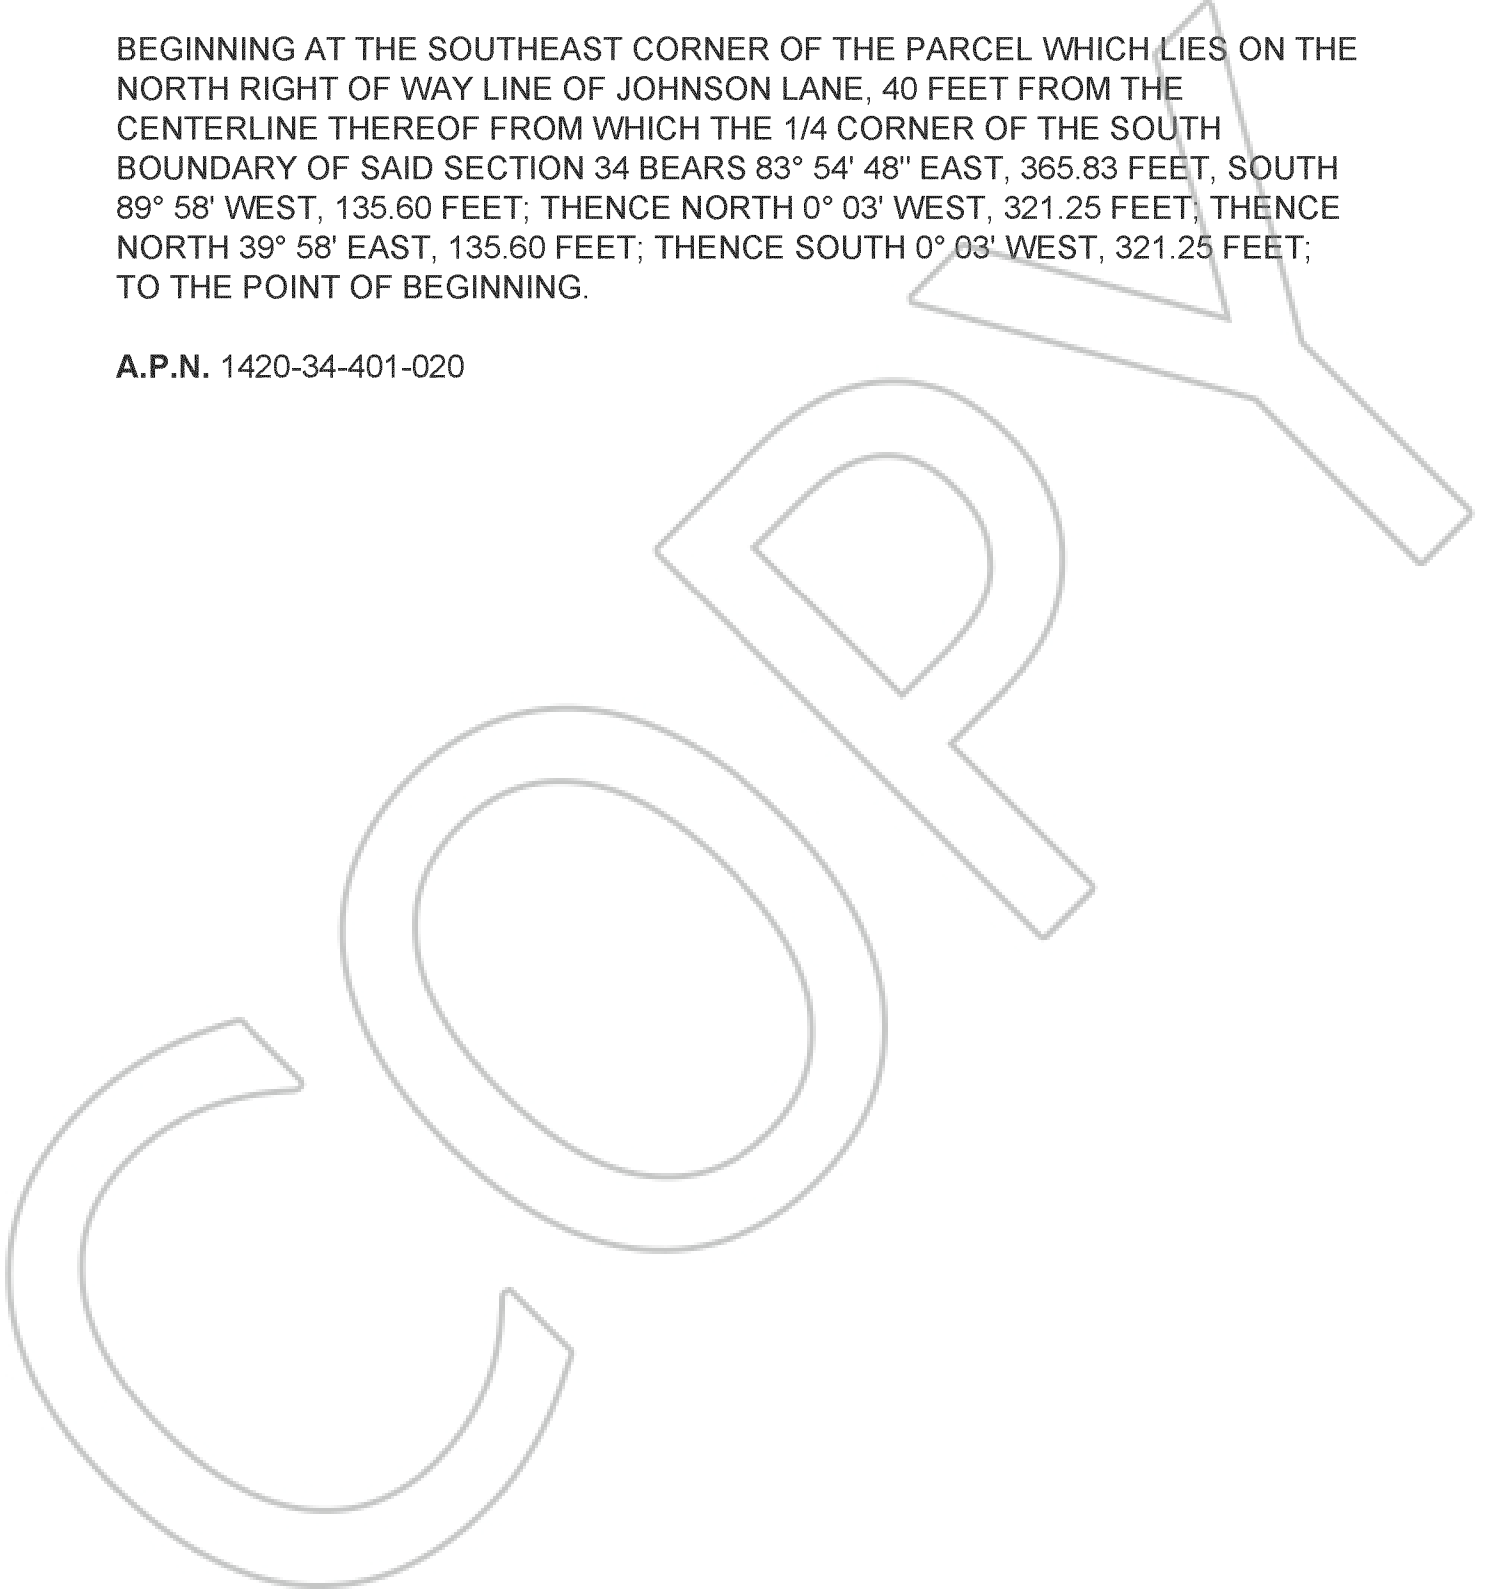 BEGINNING AT THE SOUTHEAST CORNER OF THE PARCEL WHICH LIES ON THE
NORTH RIGHT OF WAY LINE OF JOHNSON LANE, 40 FEET FROM THE
CENTERLINE THEREOF FROM WHICH THE 1/4 CORNER OF THE SOUTH
BOUNDARY OF SAID SECTION 34 BEARS 83° 54' 48" EAST, 365.83 FEET, SOUTH
89° 58' WEST, 135.60 FEET; THENCE NORTH 0° 03' WEST, 321.25 FEET, THENCE
NORTH 39° 58' EAST, 135.60 FEET; THENCE SOUTH 0° 03' WEST, 321.25 FEET;
TO THE POINT OF BEGINNING.
A.P.N. 1420-34-401-020
COPY